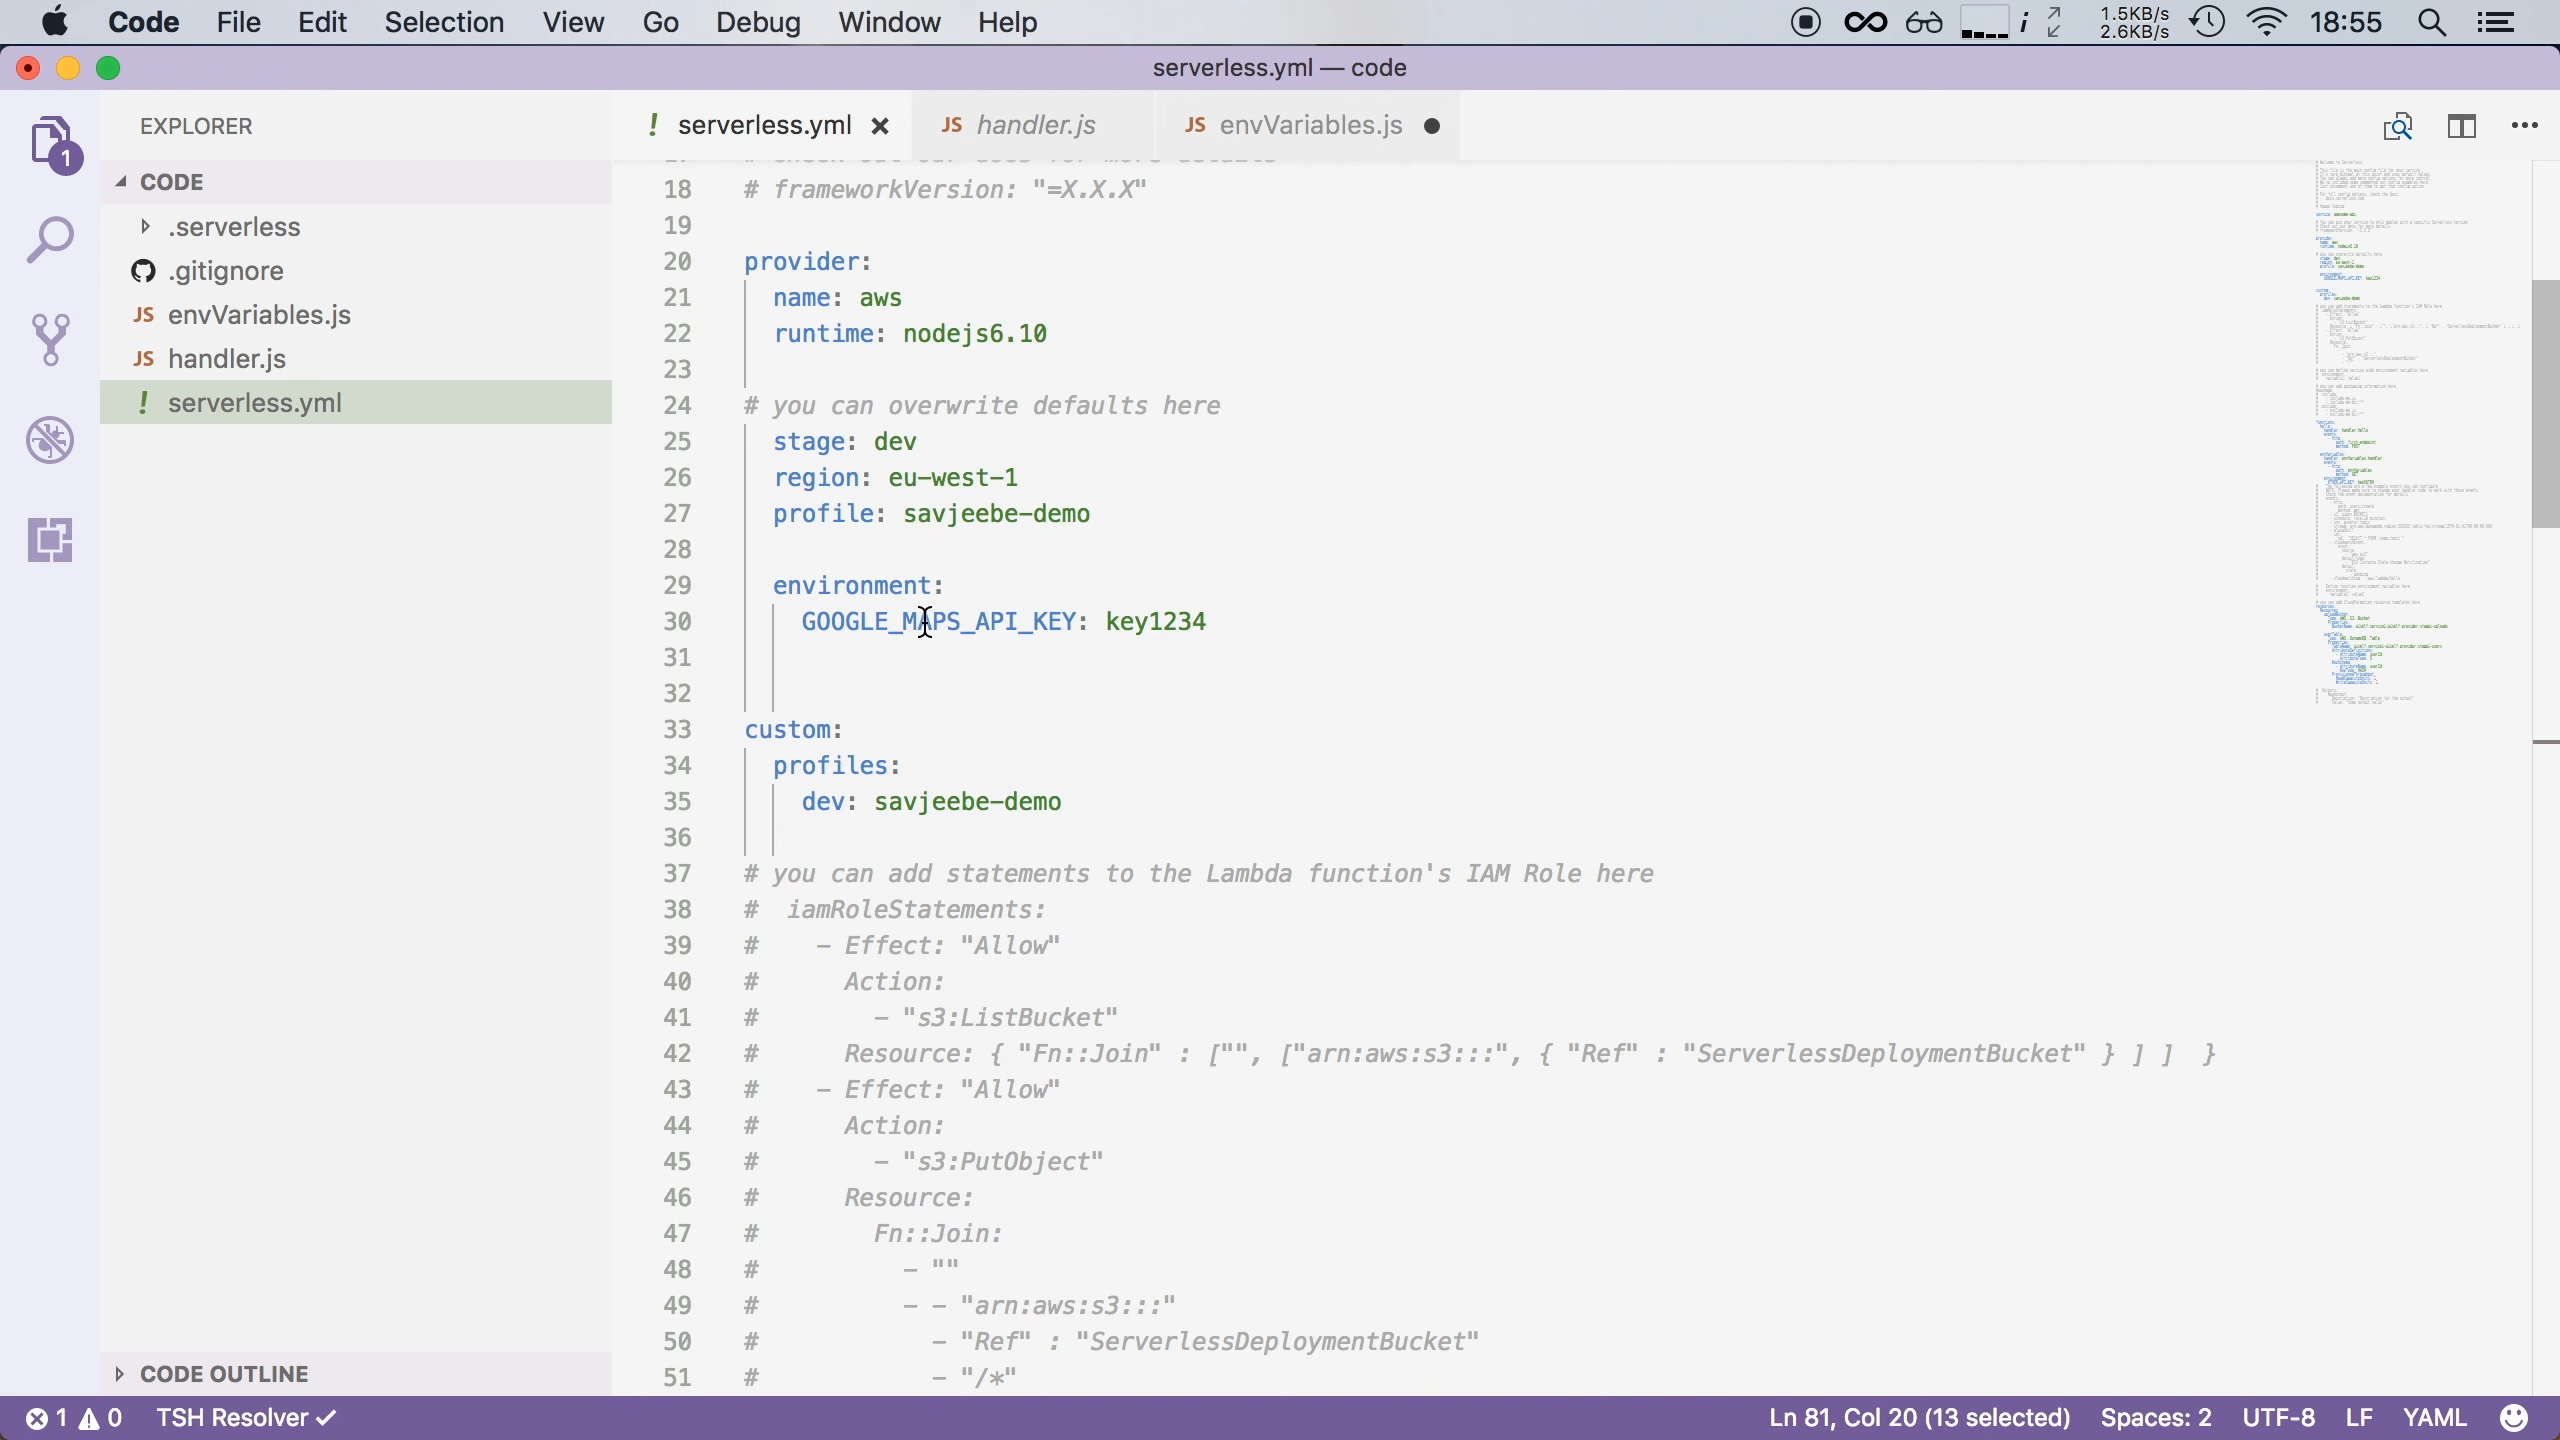 Code File Edit Selection View Go Debug Window Help
1.5KB/s
2.6KB/s
18:55
serverless.yml — code
EXPLORER
! serverless.yml × JS handler.js JS envVariables.js
1
CODE
.serverless
.gitignore
JS envVariables.js
JS handler.js
! serverless.yml
CODE OUTLINE
18 # frameworkVersion: "=X.X.X"
19
20 provider:
21 name: aws
22 runtime: nodejs6.10
23
24 # you can overwrite defaults here
25 stage: dev
26 region: eu-west-1
27 profile: savjeebe-demo
28
29 environment:
30 GOOGLE_MAPS_API_KEY: key1234
31
32
33 custom:
34 profiles:
35 dev: savjeebe-demo
36
37 # you can add statements to the Lambda function's IAM Role here
38 # iamRoleStatements:
39 # - Effect: "Allow"
40 # Action:
41 # - "s3:ListBucket"
42 # Resource: { "Fn::Join" : ["", ["arn:aws:s3:::", { "Ref" : "ServerlessDeploymentBucket" } ] ] }
43 # - Effect: "Allow"
44 # Action:
45 # - "s3:PutObject"
46 # Resource:
47 # Fn::Join:
48 # - ""
49 # - - "arn:aws:s3:::"
50 # - "Ref" : "ServerlessDeploymentBucket"
51 # - "/*"
1 0 TSH Resolver ✓ Ln 81, Col 20 (13 selected) Spaces: 2 UTF-8 LF YAML